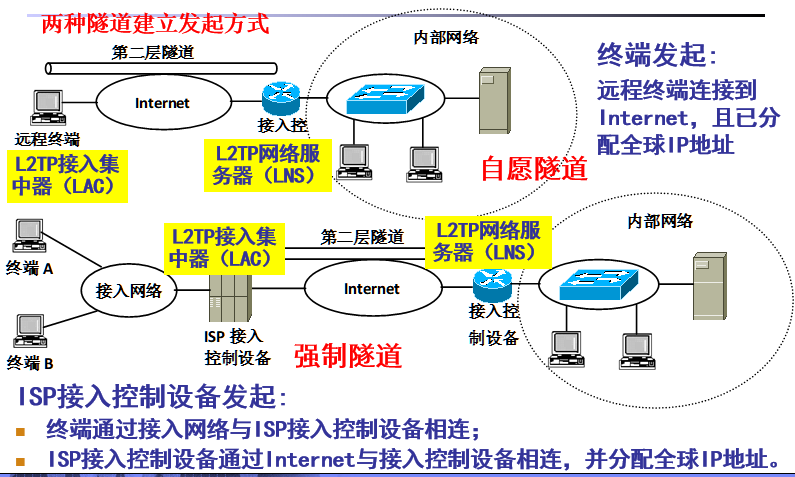 两种隧道建立发起方式
第二层隧道
Internet
远程终端
L2TP接入集
中器（LAC）
接入控
L2TP网络服
务器（LNS）
内部网络
自愿隧道
终端发起:
远程终端连接到
Internet，且已分
配全球IP地址
终端 A
终端 B
接入网络
L2TP接入集
中器（LAC）
ISP 接入
控制设备
第二层隧道
Internet
强制隧道
L2TP网络服
务器（LNS）
接入控
制设备
内部网络
ISP接入控制设备发起:
终端通过接入网络与ISP接入控制设备相连；
ISP接入控制设备通过Internet与接入控制设备相连，并分配全球IP地址。